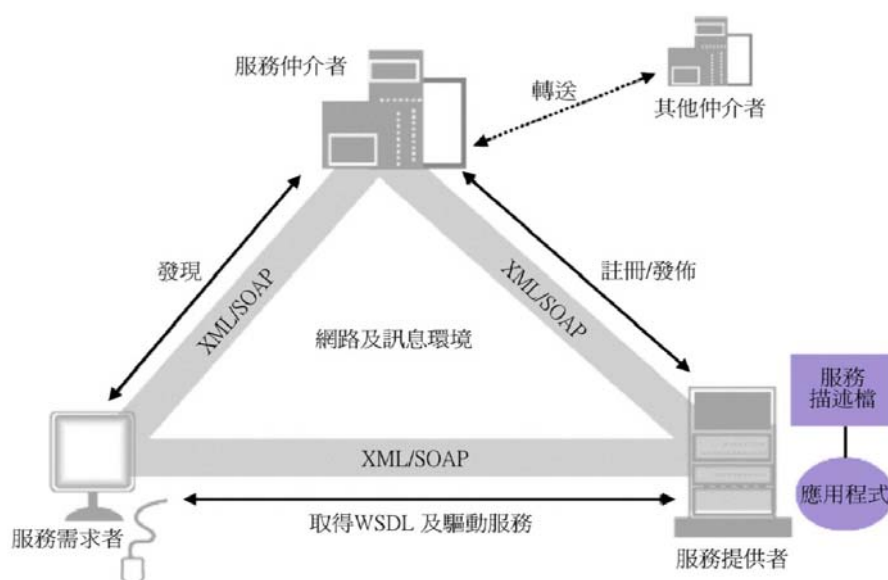 服務仲介者
轉送
其他仲介者
發現
XML/SOAP
XML/SOAP
註冊/發佈
網路及訊息環境
服務
描述檔
XML/SOAP
應用程式
取得WSDL 及驅動服務
服務需求者
服務提供者